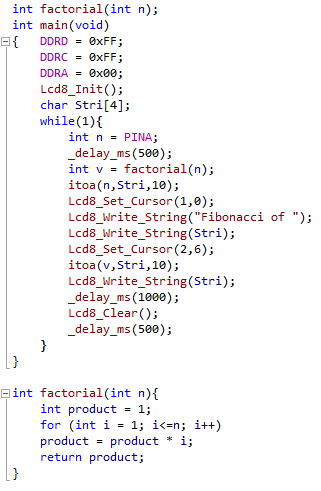 int factorial(int n);
int main(void)
{   DDRD = 0xFF;
    DDRC = 0xFF;
    DDRA = 0x00;
    Lcd8_Init();
    char Stri[4];
    while(1){
        int n = PINA;
        _delay_ms(500);
        int v = factorial(n);
        itoa(n,Stri,10);
        Lcd8_Set_Cursor(1,0);
        Lcd8_Write_String("Fibonacci of ");
        Lcd8_Write_String(Stri);
        Lcd8_Set_Cursor(2,6);
        itoa(v,Stri,10);
        Lcd8_Write_String(Stri);
        _delay_ms(1000);
        Lcd8_Clear();
        _delay_ms(500);
    }
}
int factorial(int n){
    int product = 1;
    for (int i = 1; i<=n; i++)
    product = product * i;
    return product;
}